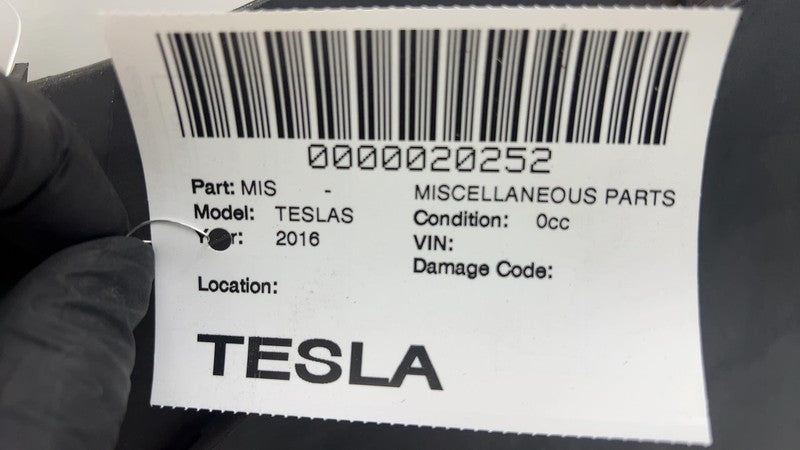 0000020252
Part: MIS - MISCELLANEOUS PARTS
Model: TESLAS Condition: 0cc
2016 VIN:
Damage Code:
Location:
TESLA